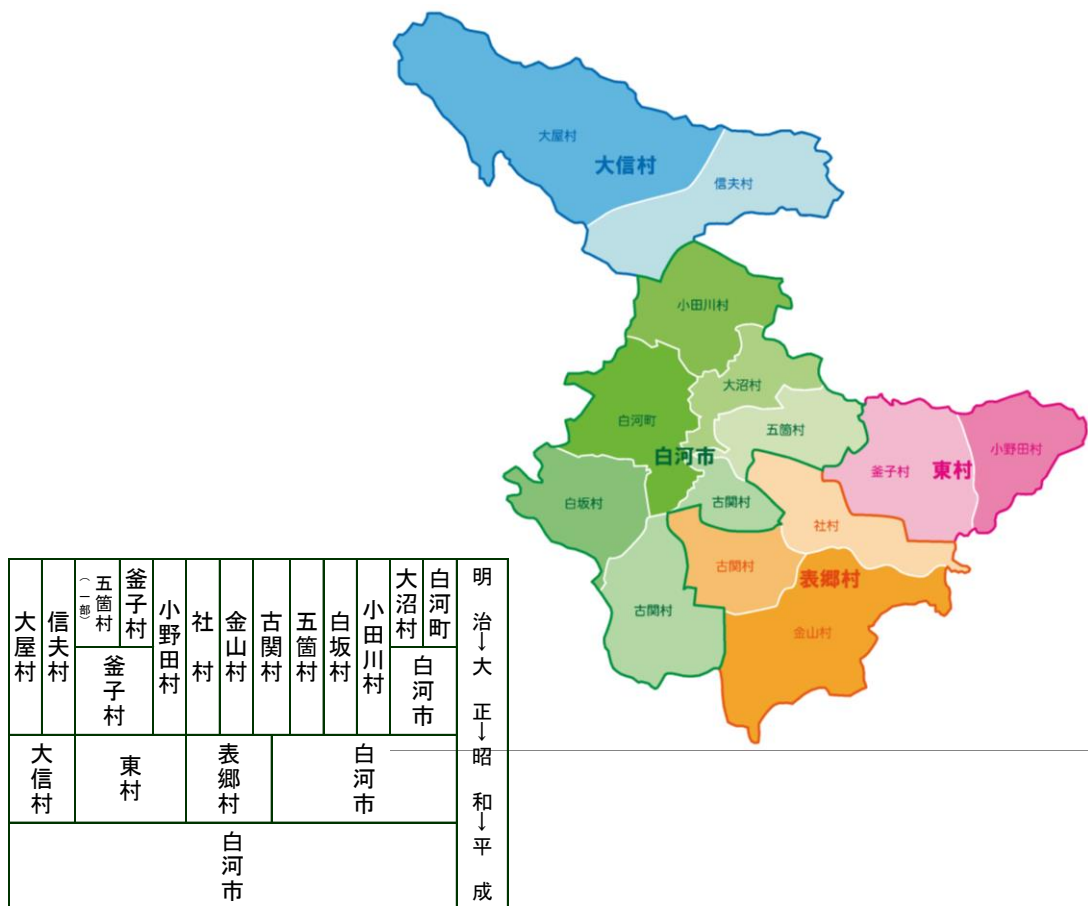 大屋村
大信村
信夫村
小田川村
大沼村
白河町
五箇村
白河市
白坂村
古関村
釜子村
東村
小野田村
社村
古関村
表郷村
古関村
金山村
明治→大正→昭和→平成
白河町
大沼村
小田川村
白坂村
五箇村
古関村
金山村
社村
小野田村
釜子村
五箇村
(一部)
信夫村
大屋村
白河市
釜子村
白河市
表郷村
東村
大信村
白河市